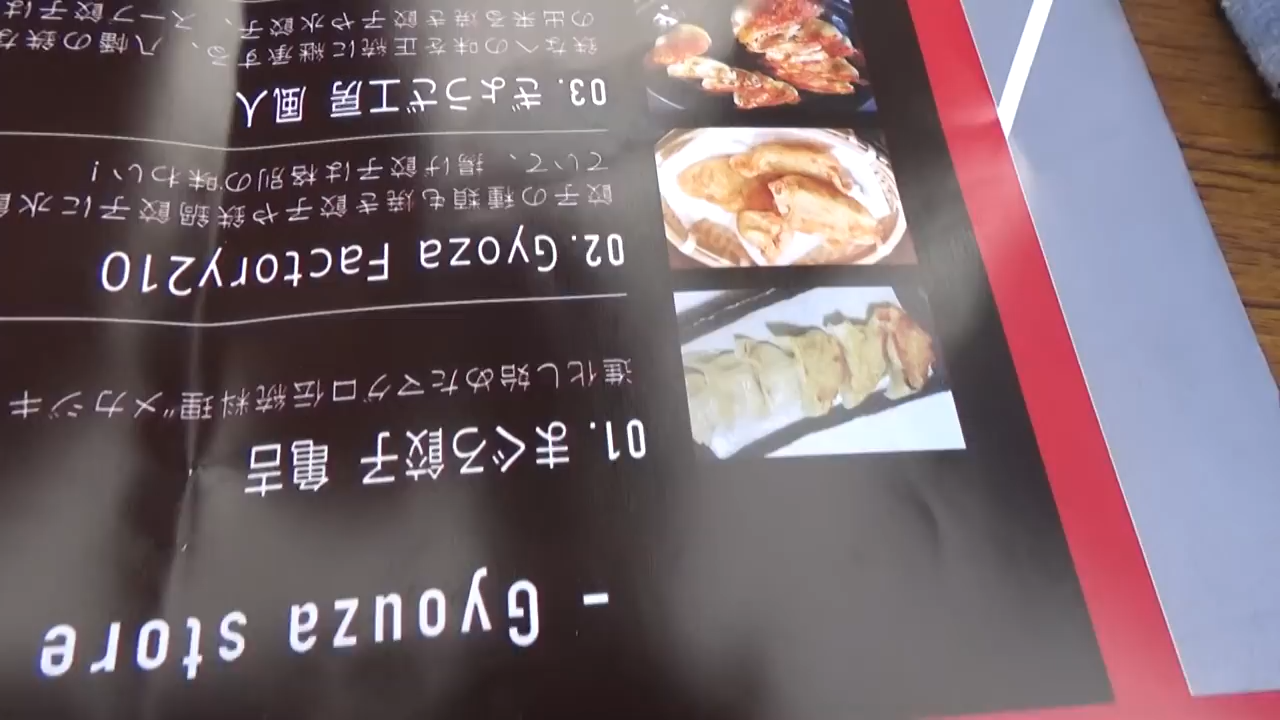 - Gyouza store
01. まぐろ餃子 亀吉
進化し始めたマグロ伝統料理"メカジキ
02. Gyoza Factory210
餃子の種類も焼き餃子や鉄鍋餃子に水餃
ていて、揚げ餃子は格別の味わい!
03. ぎょうざ工房 風人
鉄なべの味を正統に継承する、八幡の鉄な
の出来る焼き餃子や水餃子、スープ餃子は